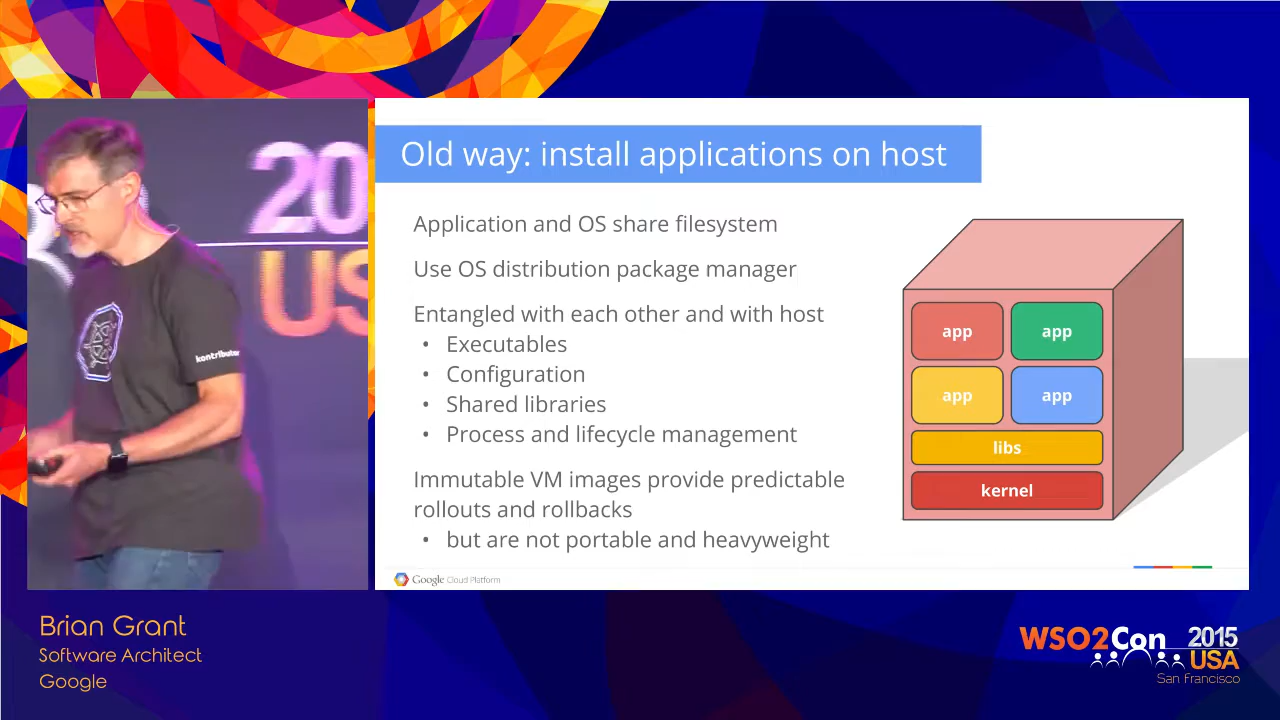 Old way: install applications on host
Application and OS share filesystem
Use OS distribution package manager
Entangled with each other and with host
• Executables
• Configuration
• Shared libraries
• Process and lifecycle management
Immutable VM images provide predictable
rollouts and rollbacks
• but are not portable and heavyweight
app
app
app
app
libs
kernel
Google Cloud Platform
20
US
kontributor
Brian Grant
Software Architect
Google
WSO2Con 2015
USA
San Francisco